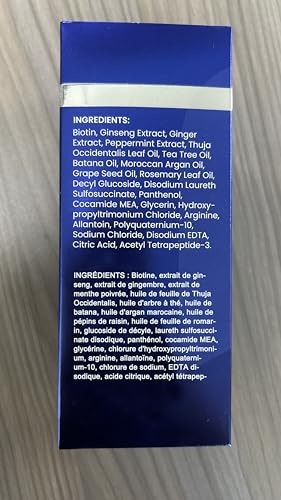 INGREDIENTS:
Biotin, Ginseng Extract, Ginger
Extract, Peppermint Extract, Thuja
Occidentalis Leaf Oil, Tea Tree Oil,
Batana Oil, Moroccan Argan Oil,
Grape Seed Oil, Rosemary Leaf Oil,
Decyl Glucoside, Disodium Laureth
Sulfosuccinate, Panthenol,
Cocamide MEA, Glycerin, Hydroxy-
propyltrimonium Chloride, Arginine,
Allantoin, Polyquaternium-10,
Sodium Chloride, Disodium EDTA,
Citric Acid, Acetyl Tetrapeptide-3.
INGRÉDIENTS : Biotine, extrait de gin-
seng, extrait de gingembre, extrait de
menthe poivrée, huile de feuille de Thuja
Occidentalis, huile d'arbre à thé, huile de
batana, huile d'argan marocaine, huile de
pépins de raisin, huile de feuille de romar-
in, glucoside de décyle, laureth sulfosucci-
nate disodique, panthénol, cocamide MEA,
glycérine, chlorure d'hydroxypropyltrimoni-
um, arginine, allantoïne, polyquaterni-
um-10, chlorure de sodium, EDTA di-
sodique, acide citrique, acétyl tétrapep-